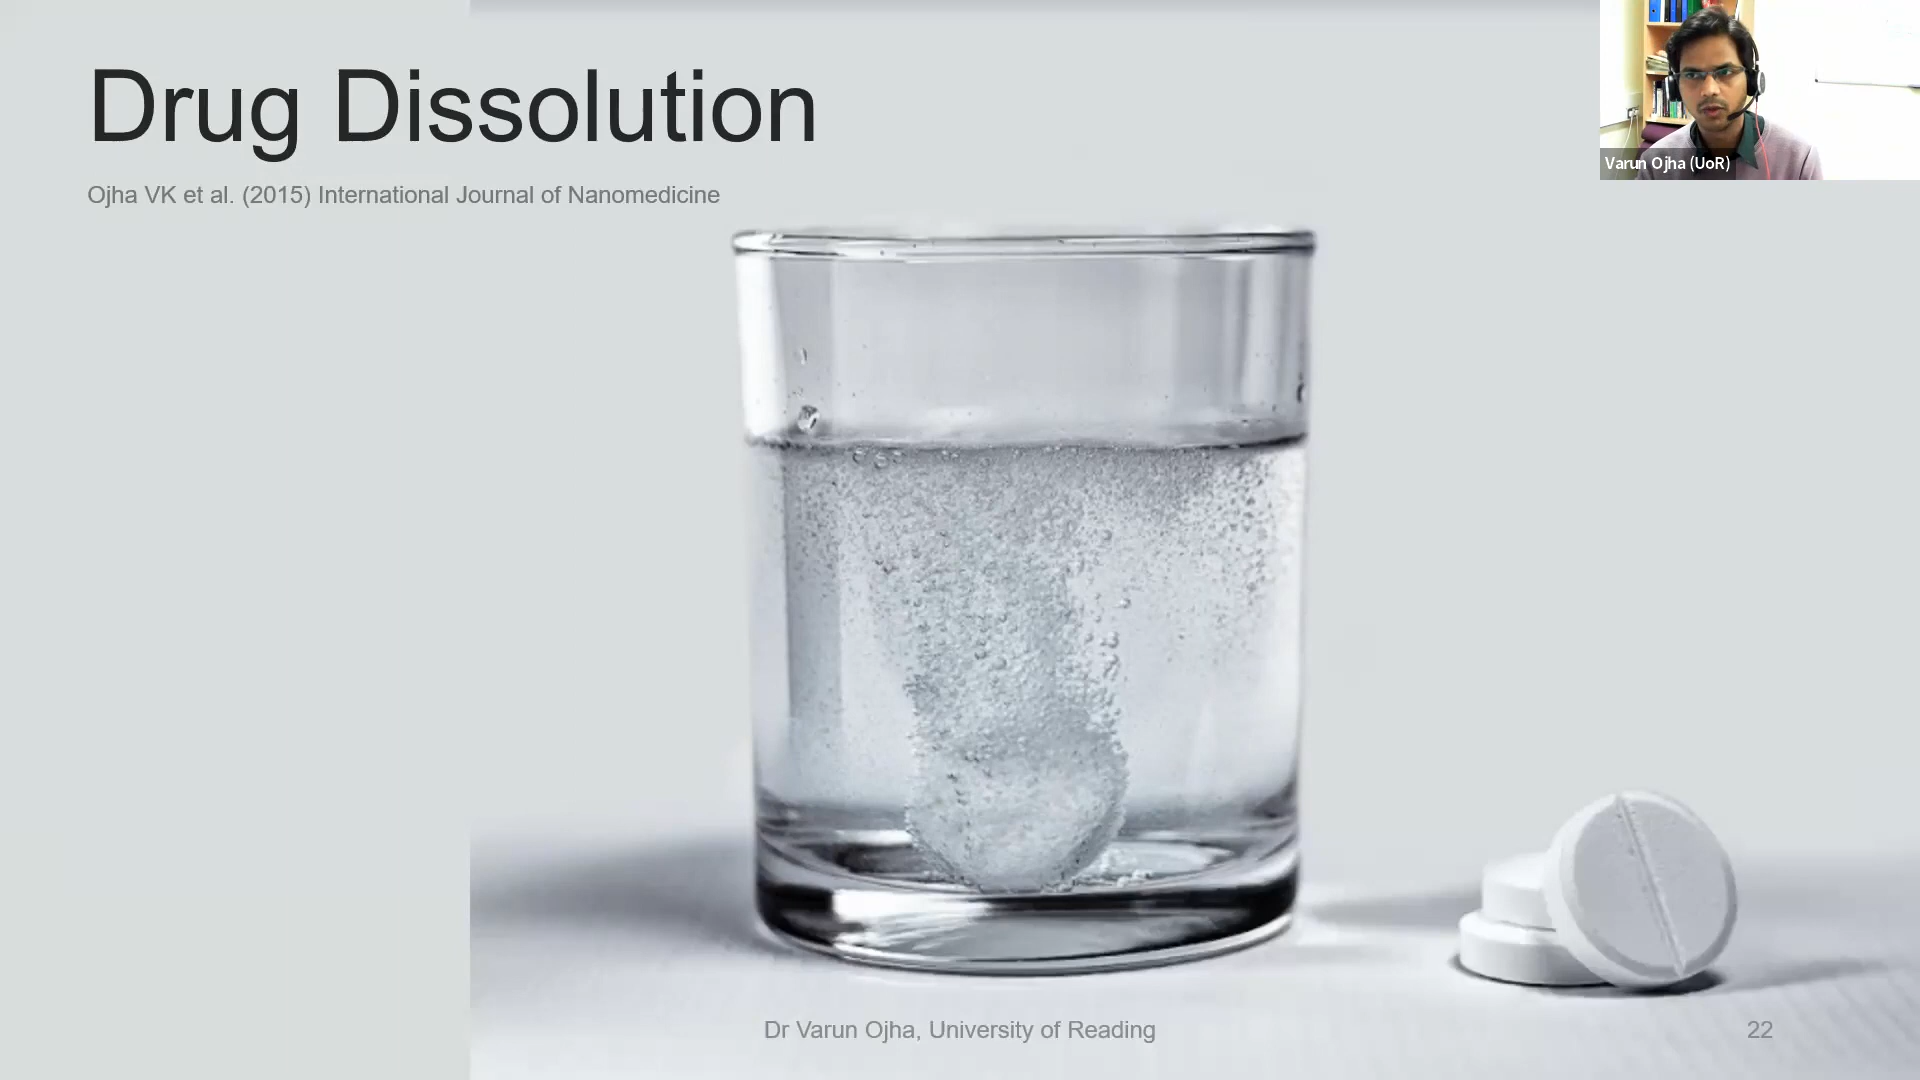 Drug Dissolution
Ojha VK et al. (2015) International Journal of Nanomedicine
Varun Ojha (UoR)
Dr Varun Ojha, University of Reading
22